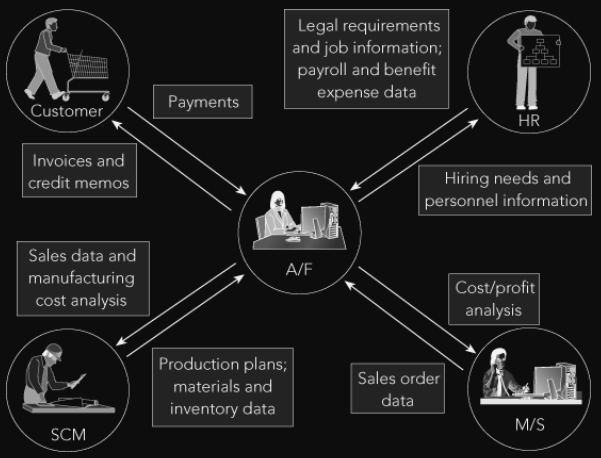 Customer
Payments
Invoices and
credit memos
Legal requirements
and job information;
payroll and benefit
expense data
HR
Hiring needs and
personnel information
A/F
Sales data and
manufacturing
cost analysis
SCM
Production plans;
materials and
inventory data
Cost/profit
analysis
Sales order
data
M/S